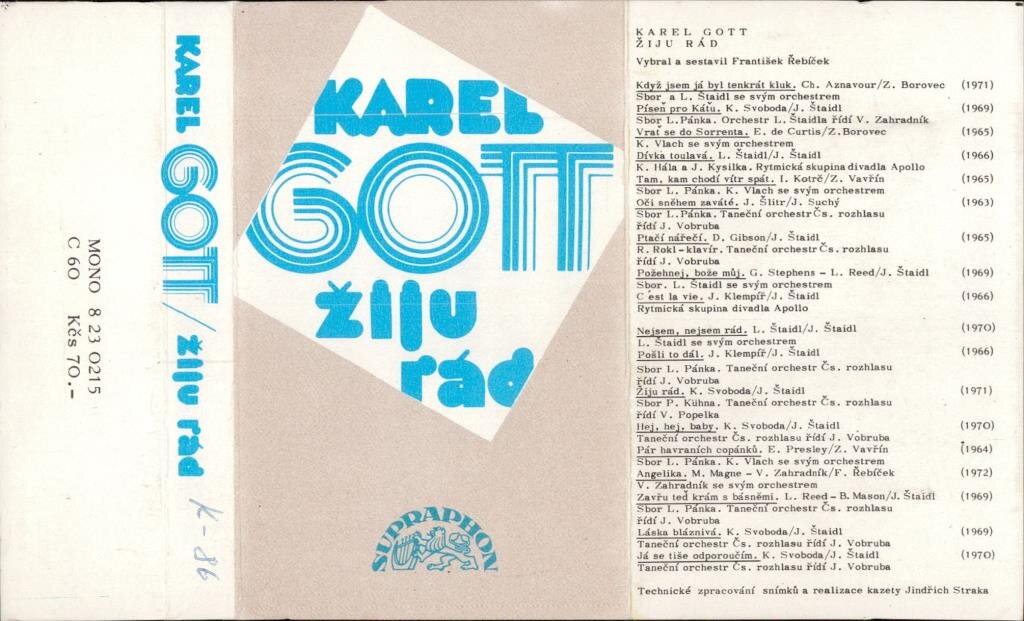 MONO 8 23 0215
C 60 Kčs 70.-
KAREL GOTT / žiju rád
K-86
KAREL
GOTT
žiju
rád
SUPRAPHON
KAREL GOTT
ŽIJU RÁD
Vybral a sestavil František Řebíček
Když jsem já byl tenkrát kluk. Ch. Aznavour/Z. Borovec (1971)
Sbor a L. Štaidl se svým orchestrem
Píseň pro Káťu. K. Svoboda/J. Štaidl (1969)
Sbor L.Pánka. Orchestr L. Štaidla řídí V. Zahradník
Vrať se do Sorrenta. E. de Curtis/Z.Borovec (1965)
K. Vlach se svým orchestrem
Dívka toulavá. L. Štaidl/J. Štaidl (1966)
K. Hála a J. Kysilka. Rytmická skupina divadla Apollo
Tam, kam chodí vítr spát. I. Kotrč/Z. Vavřín (1965)
Sbor L. Pánka. K. Vlach se svým orchestrem
Oči sněhem zaváté. J. Šlitr/J. Suchý (1963)
Sbor L.Pánka. Taneční orchestr Čs. rozhlasu
řídí J. Vobruba
Ptačí nářečí. D. Gibson/J. Štaidl (1965)
R. Rokl-klavír. Taneční orchestr Čs. rozhlasu
řídí J. Vobruba
Požehnej, bože můj. G. Stephens - L. Reed/J. Štaidl (1969)
Sbor. L. Štaidl se svým orchestrem
C'est la vie. J. Klempíř/J. Štaidl (1966)
Rytmická skupina divadla Apollo
Nejsem, nejsem rád. L. Štaidl/J. Štaidl (1970)
L. Štaidl se svým orchestrem
Pošli to dál. J. Klempíř/J. Štaidl (1966)
Sbor L. Pánka. Taneční orchestr Čs. rozhlasu
řídí J. Vobruba
Žiju rád. K. Svoboda/J. Štaidl (1971)
Sbor P. Kühna. Taneční orchestr Čs. rozhlasu
řídí V. Popelka
Hej, hej, baby. K. Svoboda/J. Štaidl (1970)
Taneční orchestr Čs. rozhlasu řídí J. Vobruba
Pár havraních copánků. E. Presley/Z. Vavřín (1964)
Sbor L. Pánka. K. Vlach se svým orchestrem
Angelika. M. Magne - V. Zahradník/F. Řebíček (1972)
V. Zahradník se svým orchestrem
Zavřu teď krám s básněmi. L. Reed-B. Mason/J. Štaidl (1969)
Sbor L. Pánka. Taneční orchestr Čs. rozhlasu
řídí J. Vobruba
Láska bláznivá. K. Svoboda/J. Štaidl (1969)
Taneční orchestr Čs. rozhlasu řídí J. Vobruba
Já se tiše odporoučím. K. Svoboda/J. Štaidl (1970)
Taneční orchestr Čs. rozhlasu řídí J. Vobruba
Technické zpracování snímků a realizace kazety Jindřich Straka